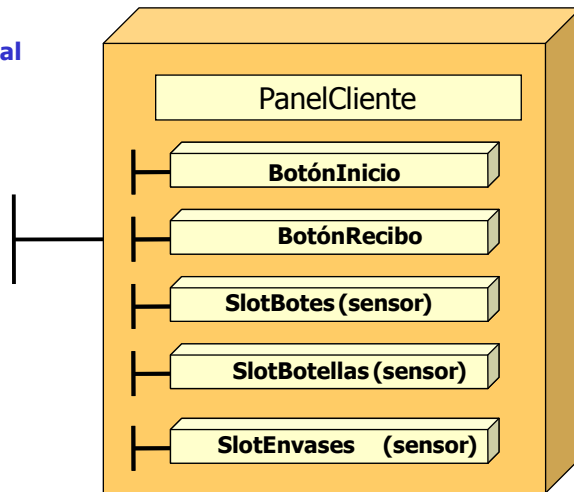 al
PanelCliente
BotónInicio
BotónRecibo
SlotBotes (sensor)
SlotBotellas (sensor)
SlotEnvases (sensor)